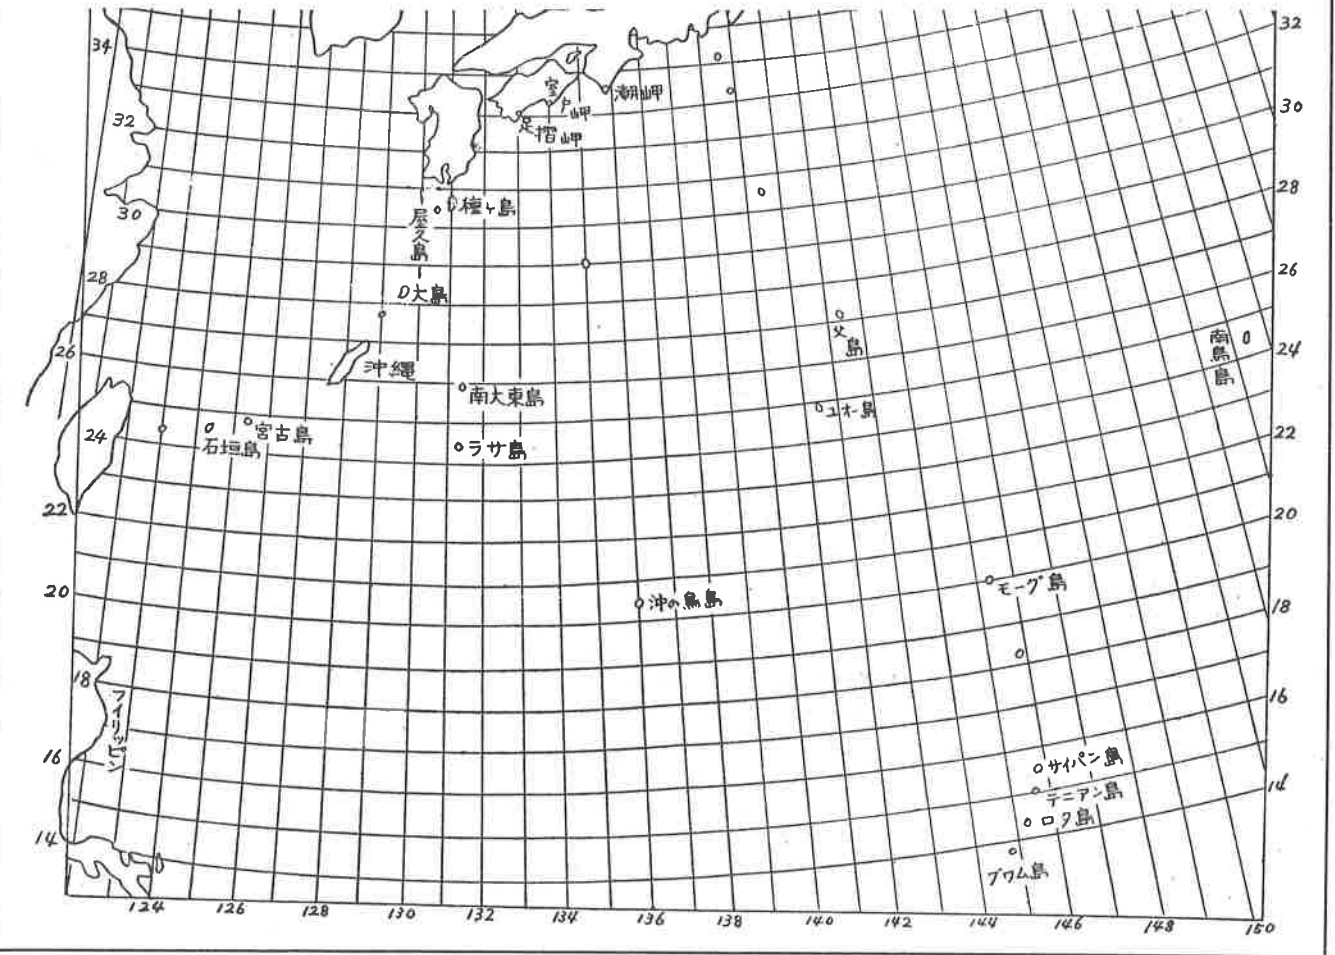 34
32
30
28
26
24
22
20
18
16
14
32
30
28
26
24
22
20
18
16
14
124
126
128
130
132
134
136
138
140
142
144
146
148
150
潮岬
室戸岬
足摺岬
種ヶ島
屋久島
大島
沖縄
南大東島
宮古島
石垣島
ラサ島
父島
ユオー島
南鳥島
沖の鳥島
モーグ島
フイリッピン
サイパン島
テニアン島
ロタ島
グワム島